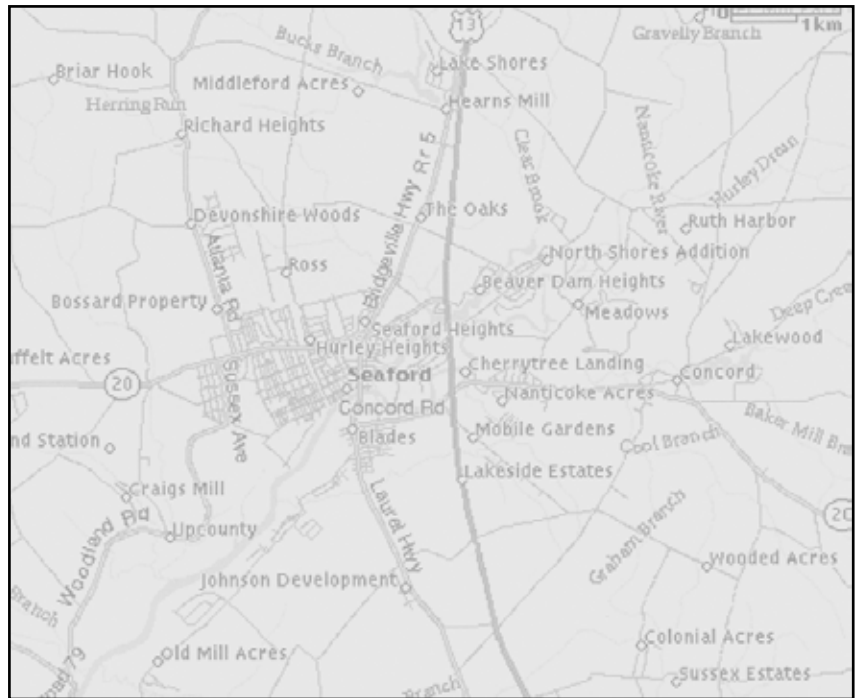 13
1km
Gravelly Branch
Bucks Branch
Lake Shores
Briar Hook
Middleford Acres
Hearns Mill
Herring Run
Richard Heights
Bridgeville Hwy Rr 5
Clear Brook
Nanticoke River
Hurley Drean
Devonshire Woods
The Oaks
Ruth Harbor
Atlanta Rd
North Shores Addition
Ross
Beaver Dam Heights
Bossard Property
Meadows
Deep Cree
Seaford Heights
Lakewood
ffelt Acres
Hurley Heights
Cherrytree Landing
20
Seaford
Concord
Sussex Ave
Nanticoke Acres
Concord Rd
Baker Mill Bra
nd Station
Blades
Mobile Gardens
Cool Branch
Lakeside Estates
Craigs Mill
Laurel Hwy
Graham Branch
20
Woodland Rd
Upcounty
Wooded Acres
Johnson Development
Branch
Colonial Acres
Old Mill Acres
oad 79
Sussex Estates
Branch